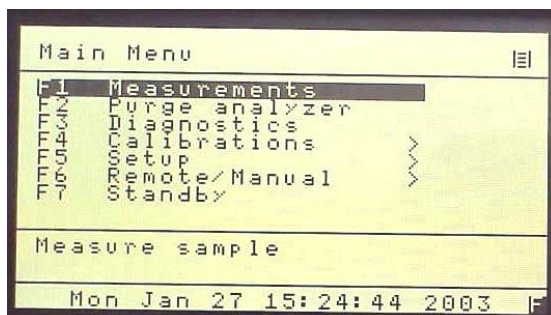 Main Menu
F1 Measurements
F2 Purge analyzer
F3 Diagnostics
F4 Calibrations >
F5 Setup >
F6 Remote/Manual >
F7 Standby
Measure sample
Mon Jan 27 15:24:44 2003 F